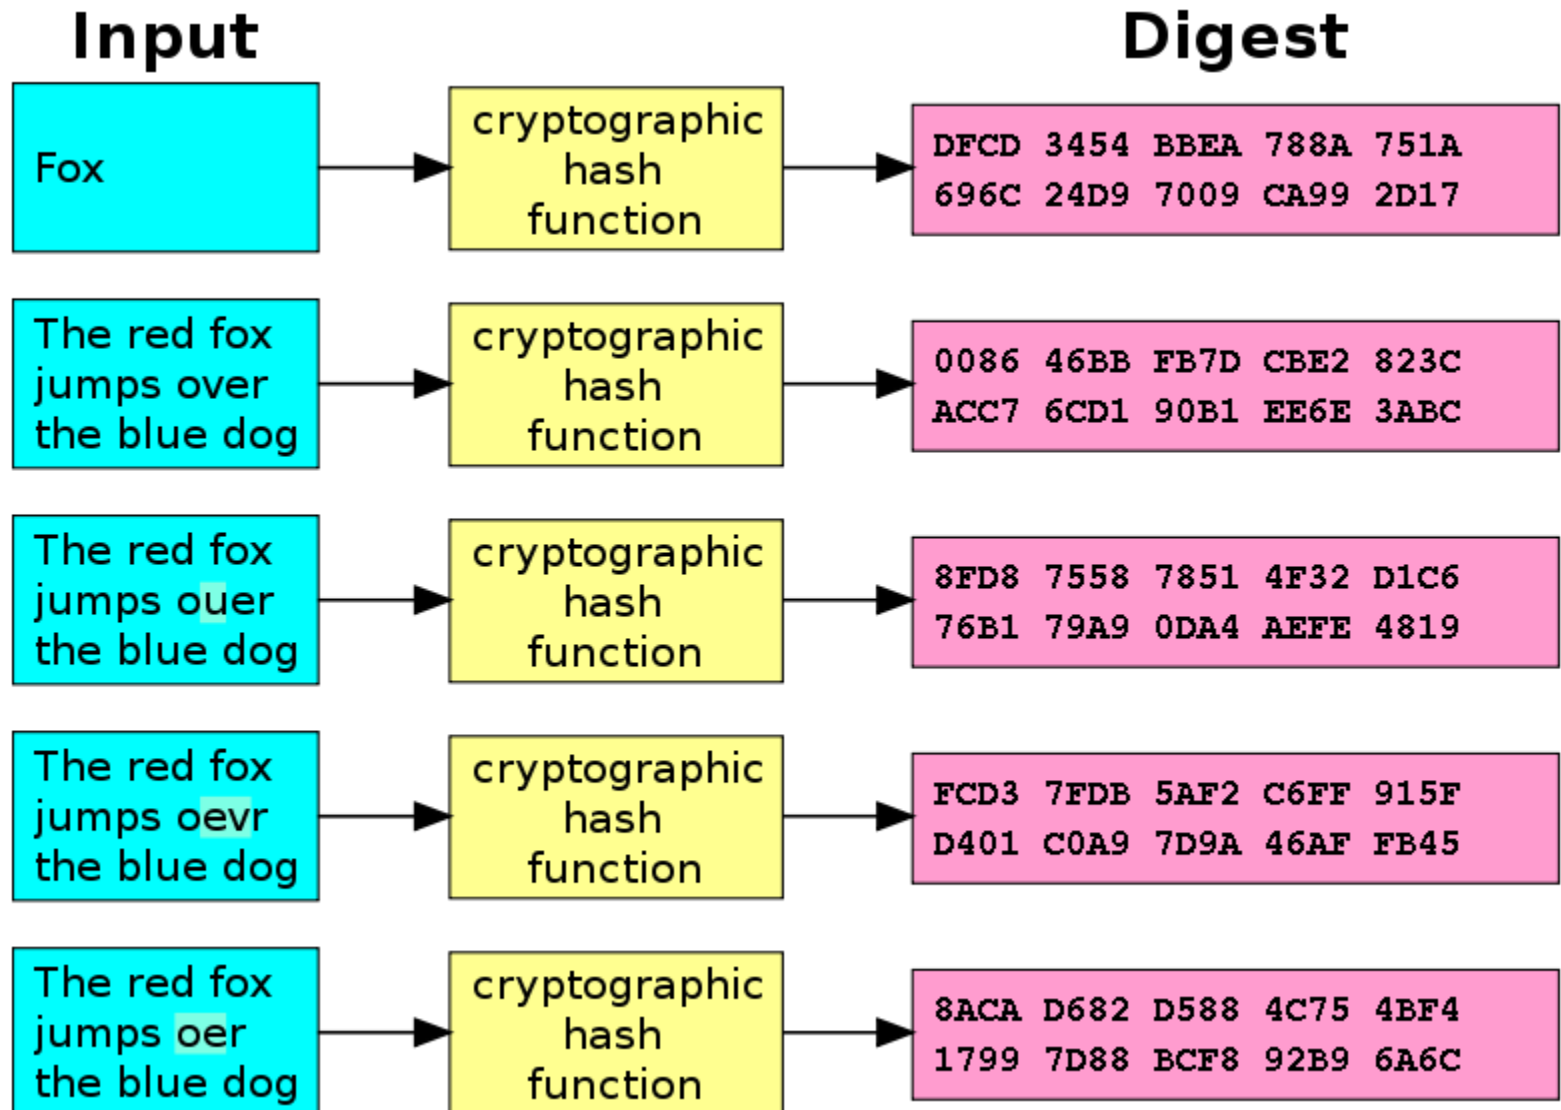 Input
Digest
Fox
cryptographic
hash
function
DFCD 3454 BBEA 788A 751A
696C 24D9 7009 CA99 2D17
The red fox
jumps over
the blue dog
cryptographic
hash
function
0086 46BB FB7D CBE2 823C
ACC7 6CD1 90B1 EE6E 3ABC
The red fox
jumps ouer
the blue dog
cryptographic
hash
function
8FD8 7558 7851 4F32 D1C6
76B1 79A9 0DA4 AEFE 4819
The red fox
jumps oevr
the blue dog
cryptographic
hash
function
FCD3 7FDB 5AF2 C6FF 915F
D401 C0A9 7D9A 46AF FB45
The red fox
jumps oer
the blue dog
cryptographic
hash
function
8ACA D682 D588 4C75 4BF4
1799 7D88 BCF8 92B9 6A6C